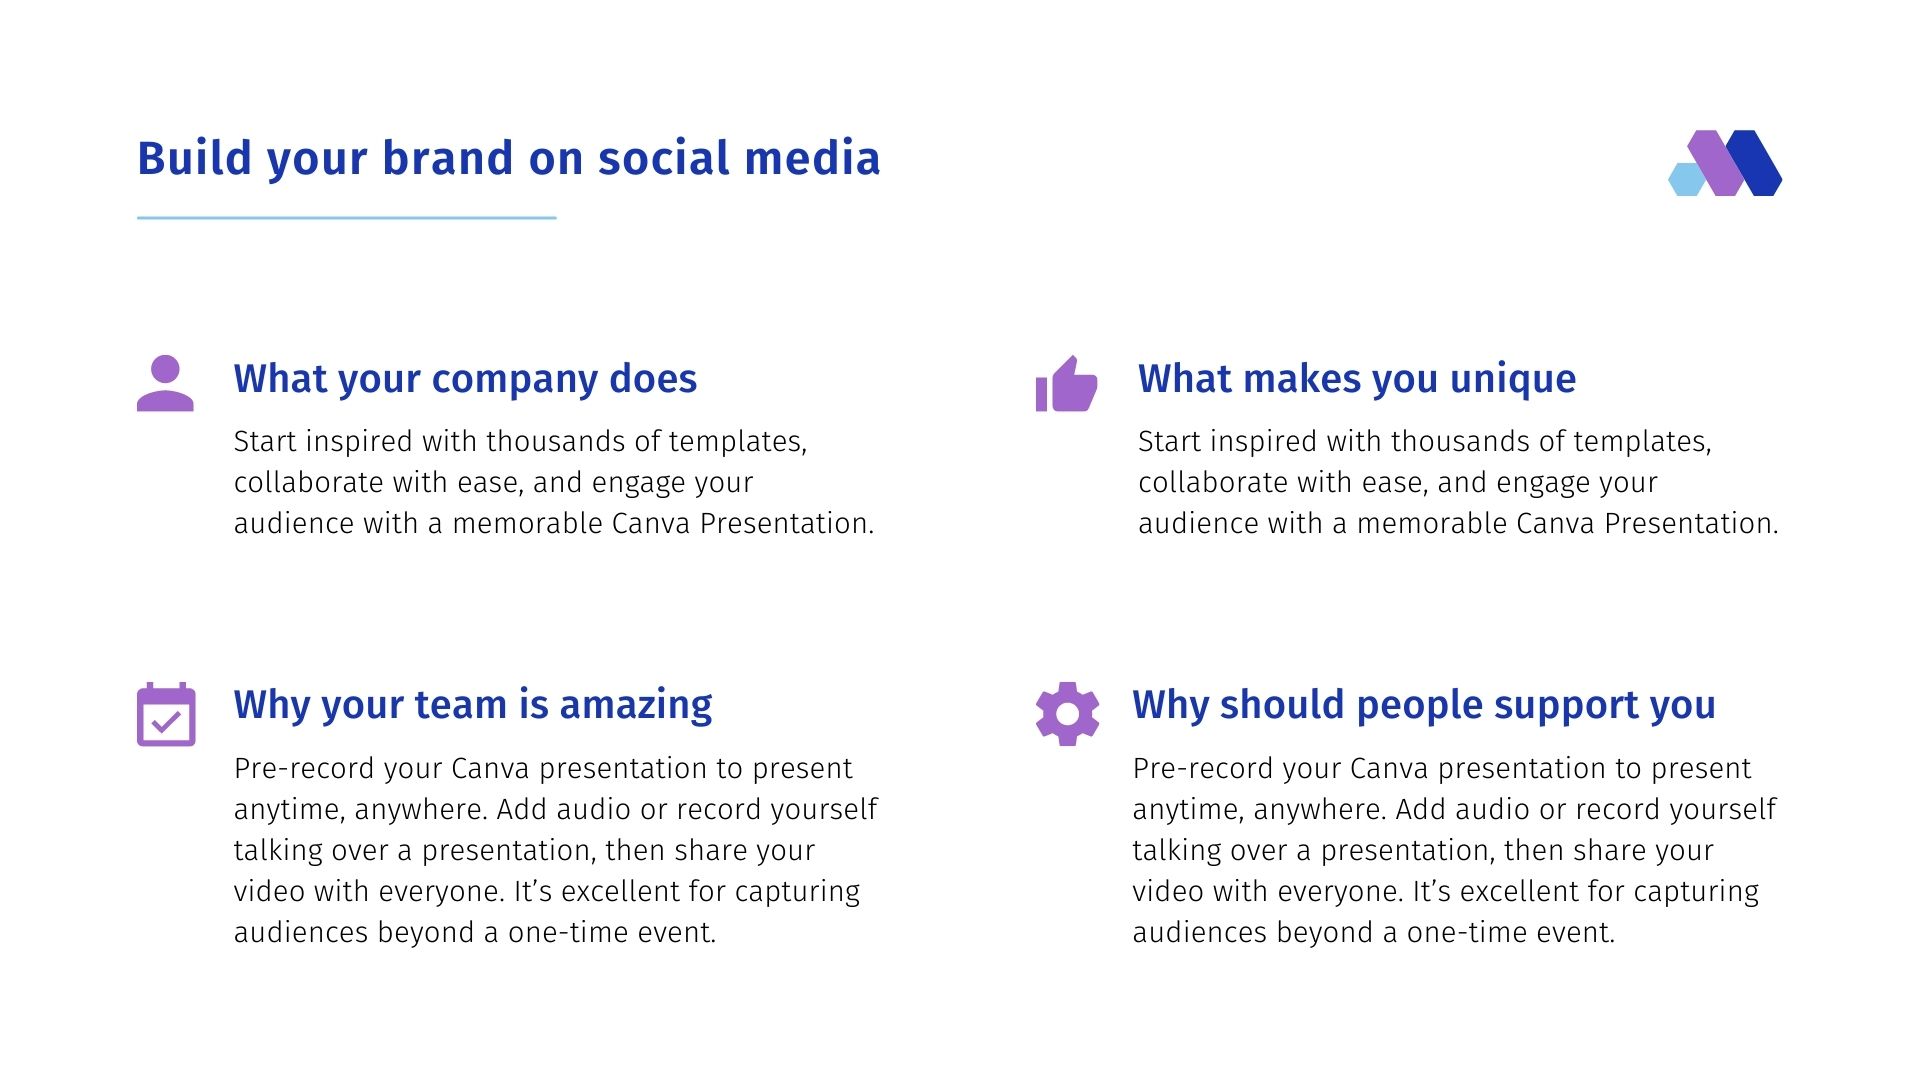 Build your brand on social media
What your company does
Start inspired with thousands of templates,
collaborate with ease, and engage your
audience with a memorable Canva Presentation.
What makes you unique
Start inspired with thousands of templates,
collaborate with ease, and engage your
audience with a memorable Canva Presentation.
Why your team is amazing
Pre-record your Canva presentation to present
anytime, anywhere. Add audio or record yourself
talking over a presentation, then share your
video with everyone. It’s excellent for capturing
audiences beyond a one-time event.
Why should people support you
Pre-record your Canva presentation to present
anytime, anywhere. Add audio or record yourself
talking over a presentation, then share your
video with everyone. It’s excellent for capturing
audiences beyond a one-time event.